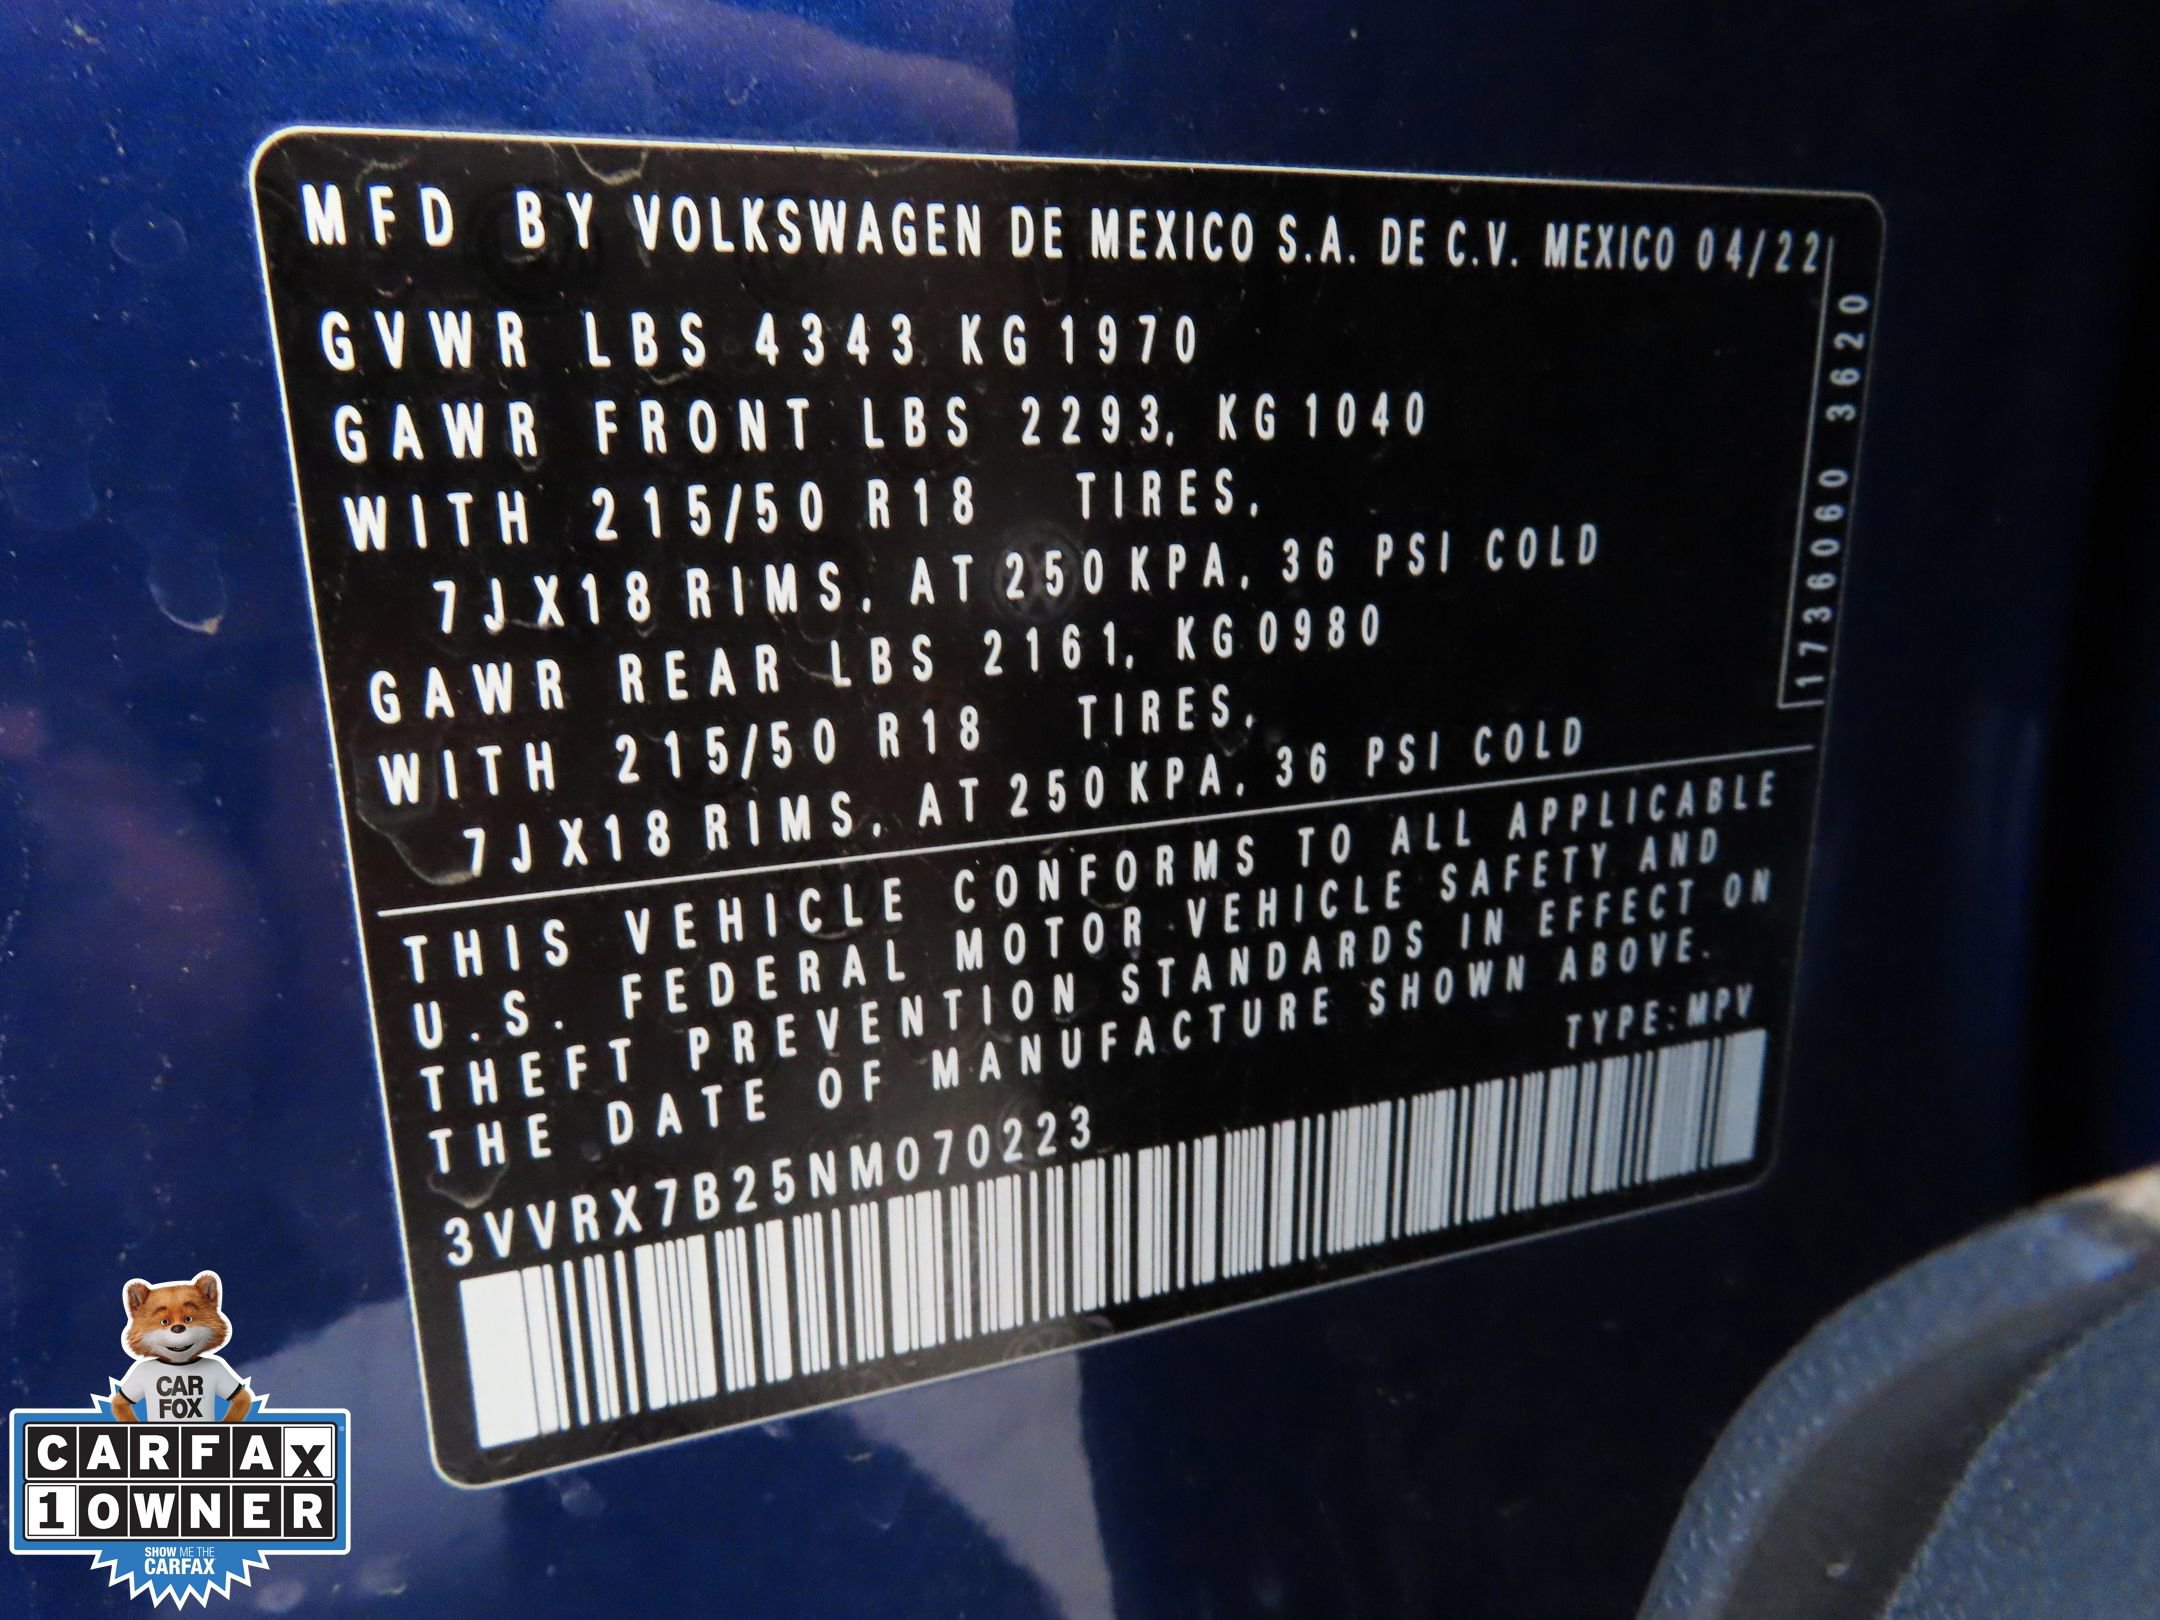 MFD BY VOLKSWAGEN DE MEXICO S.A. DE C.V. MEXICO 04/22
GVWR LBS 4343 KG 1970
GAWR FRONT LBS 2293, KG 1040
WITH 215/50 R18 TIRES,
7JX18 RIMS, AT 250 KPA, 36 PSI COLD
GAWR REAR LBS 2161, KG 0980
WITH 215/50 R18 TIRES,
7JX18 RIMS, AT 250 KPA, 36 PSI COLD
1736060 3620
THIS VEHICLE CONFORMS TO ALL APPLICABLE
U.S. FEDERAL MOTOR VEHICLE SAFETY AND
THEFT PREVENTION STANDARDS IN EFFECT ON
THE DATE OF MANUFACTURE SHOWN ABOVE.
TYPE:MPV
3VVRX7B25NM070223
CAR
FOX
CARFAX
1 OWNER
SHOW ME THE
CARFAX